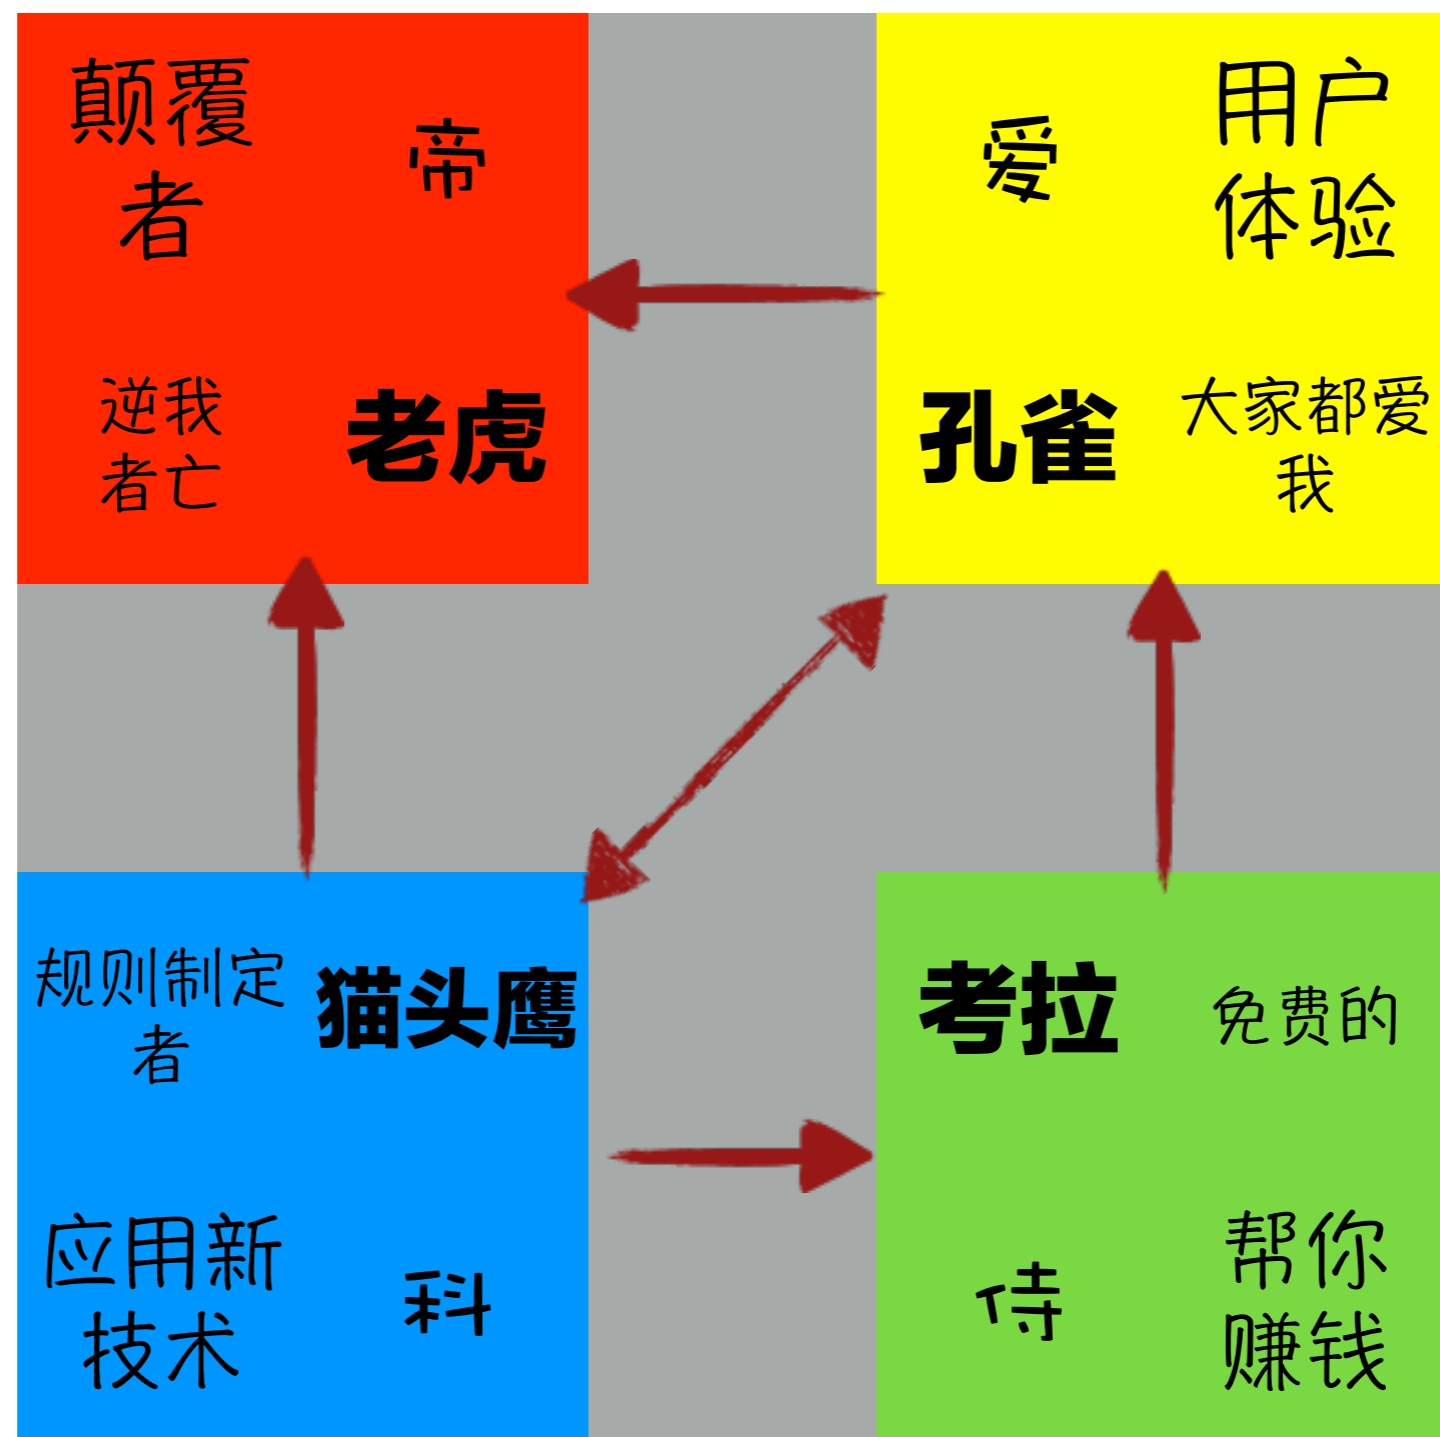 颠覆
者
帝
逆我
者亡
老虎
爱
用户
体验
孔雀
大家都爱
我
规则制定
者
猫头鹰
应用新
技术
科
考拉
免费的
侍
帮你
赚钱